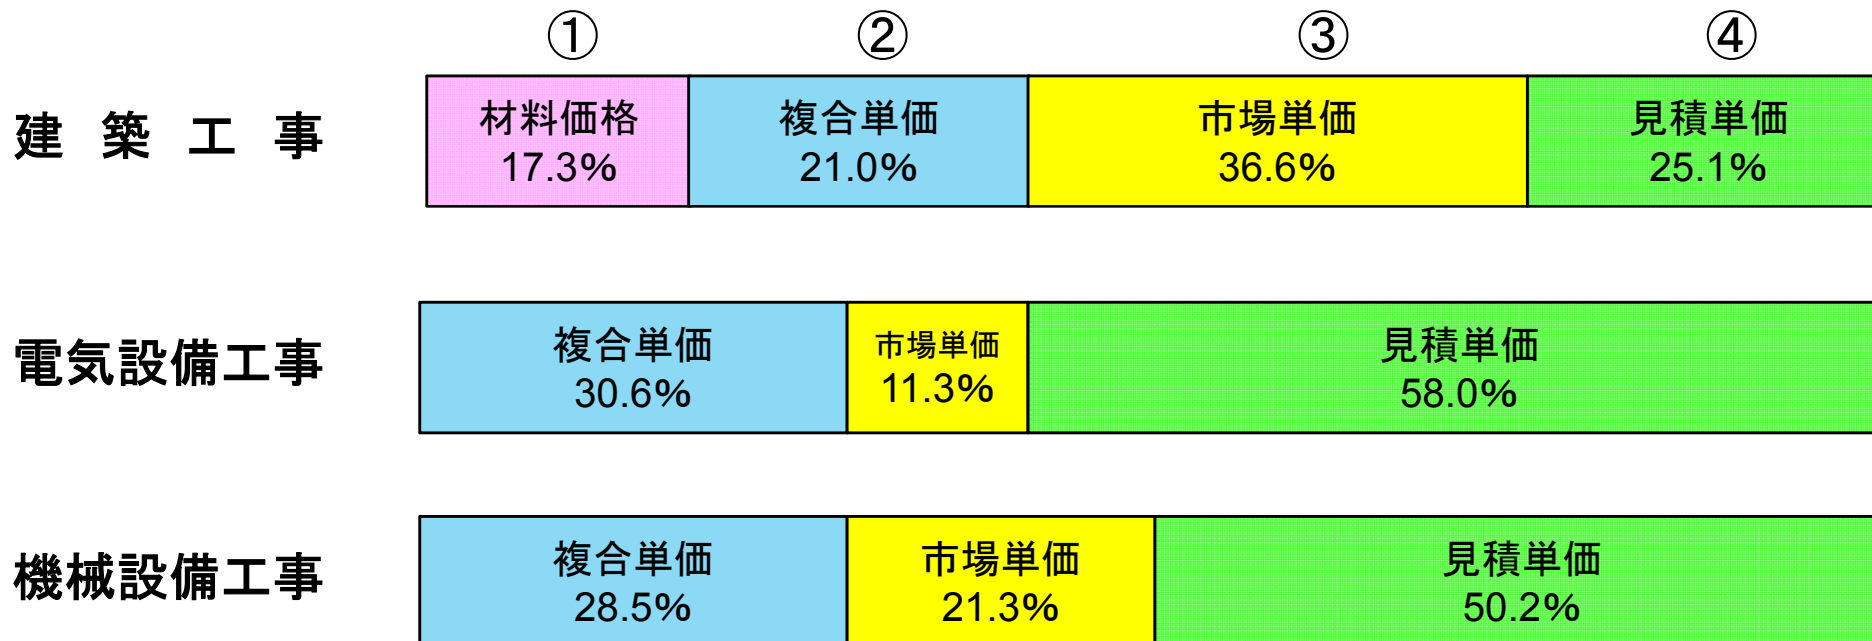 ① ② ③ ④
建築工事
材料価格
17.3%
複合単価
21.0%
市場単価
36.6%
見積単価
25.1%
電気設備工事
複合単価
30.6%
市場単価
11.3%
見積単価
58.0%
機械設備工事
複合単価
28.5%
市場単価
21.3%
見積単価
50.2%